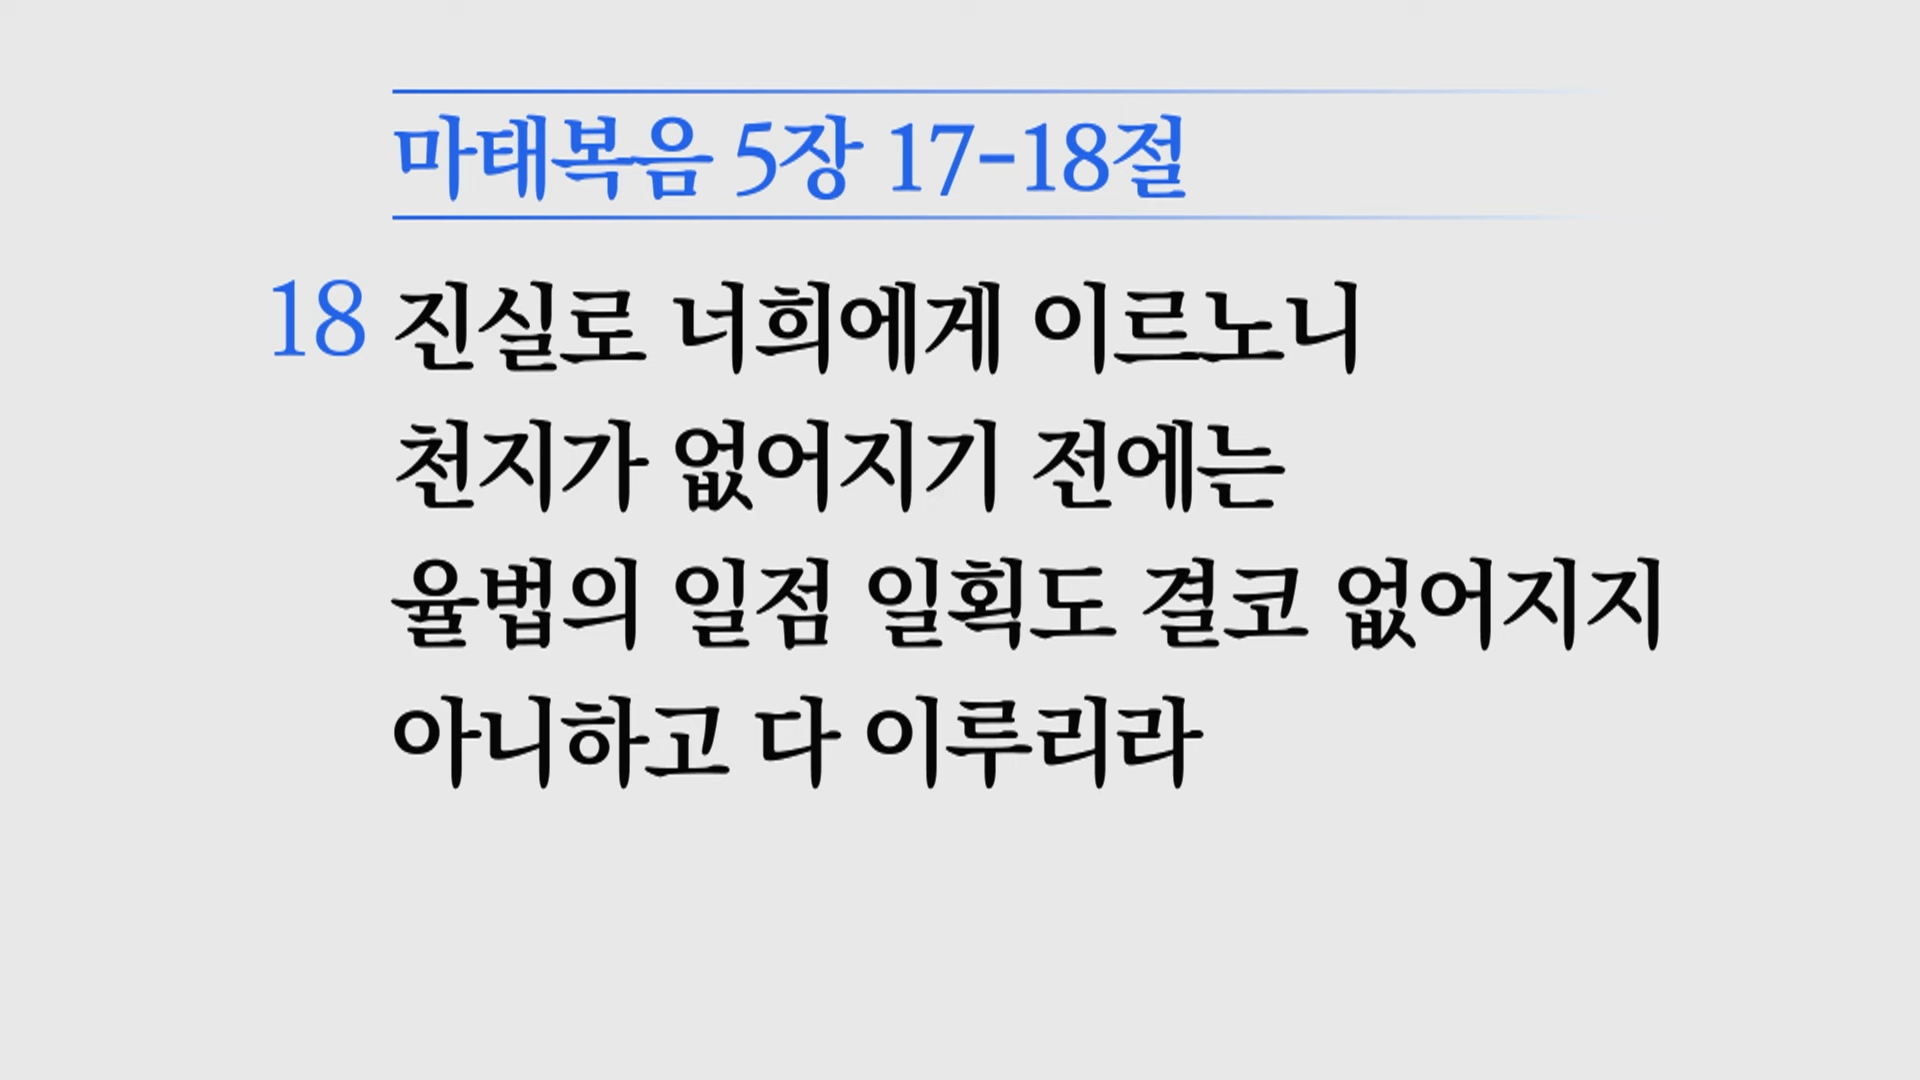 마태복음 5장 17-18절
18 진실로 너희에게 이르노니
천지가 없어지기 전에는
율법의 일점 일획도 결코 없어지지
아니하고 다 이루리라